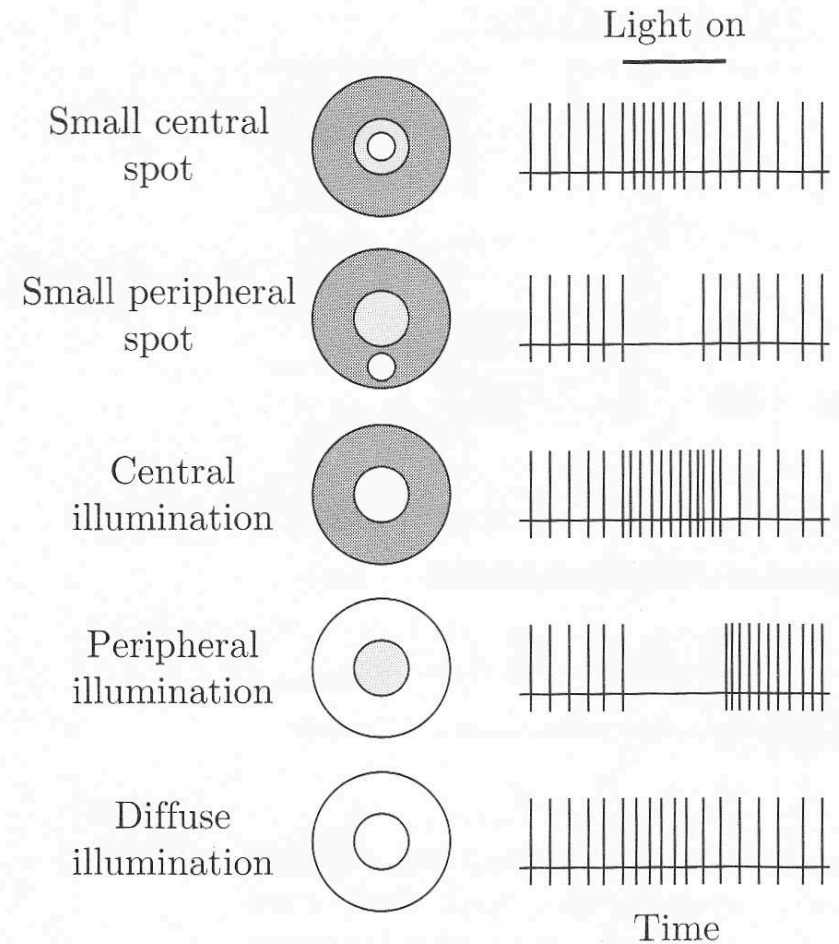 Light on
Small central
spot
Small peripheral
spot
Central
illumination
Peripheral
illumination
Diffuse
illumination
Time